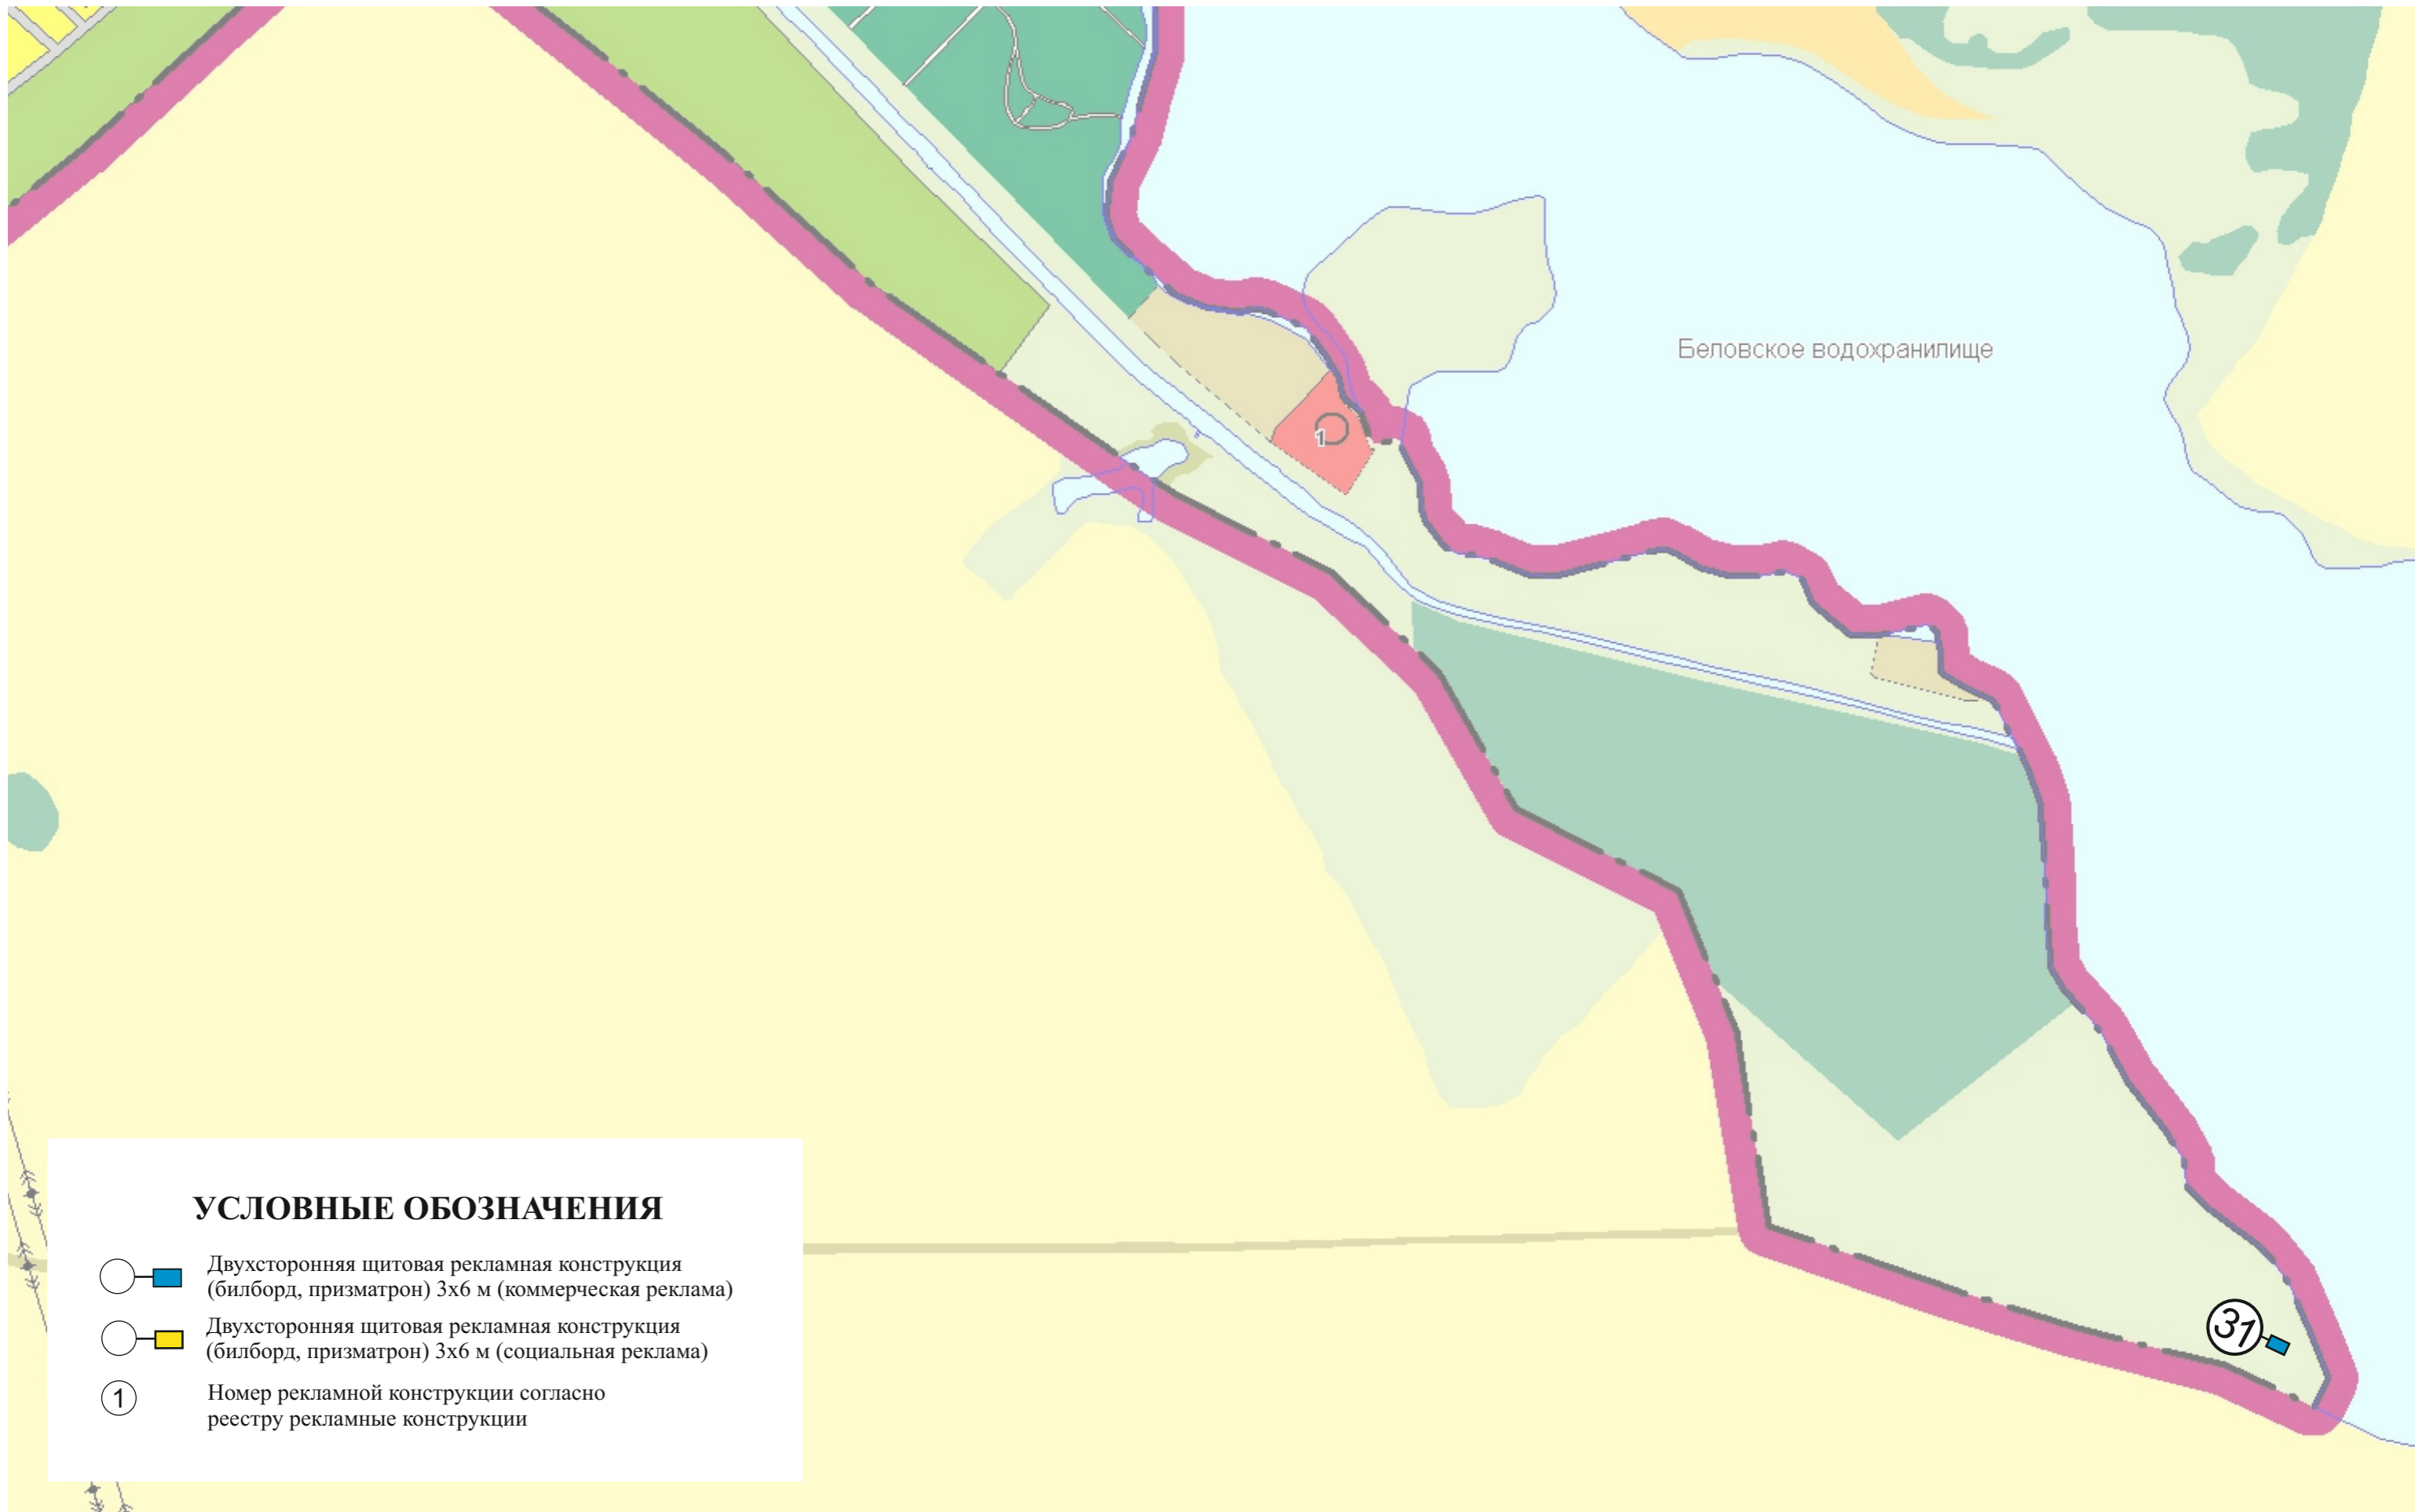 Беловское водохранилище
1
УСЛОВНЫЕ ОБОЗНАЧЕНИЯ
Двухсторонняя щитовая рекламная конструкция
(билборд, призматрон) 3х6 м (коммерческая реклама)
Двухсторонняя щитовая рекламная конструкция
(билборд, призматрон) 3х6 м (социальная реклама)
1
Номер рекламной конструкции согласно
реестру рекламные конструкции
31